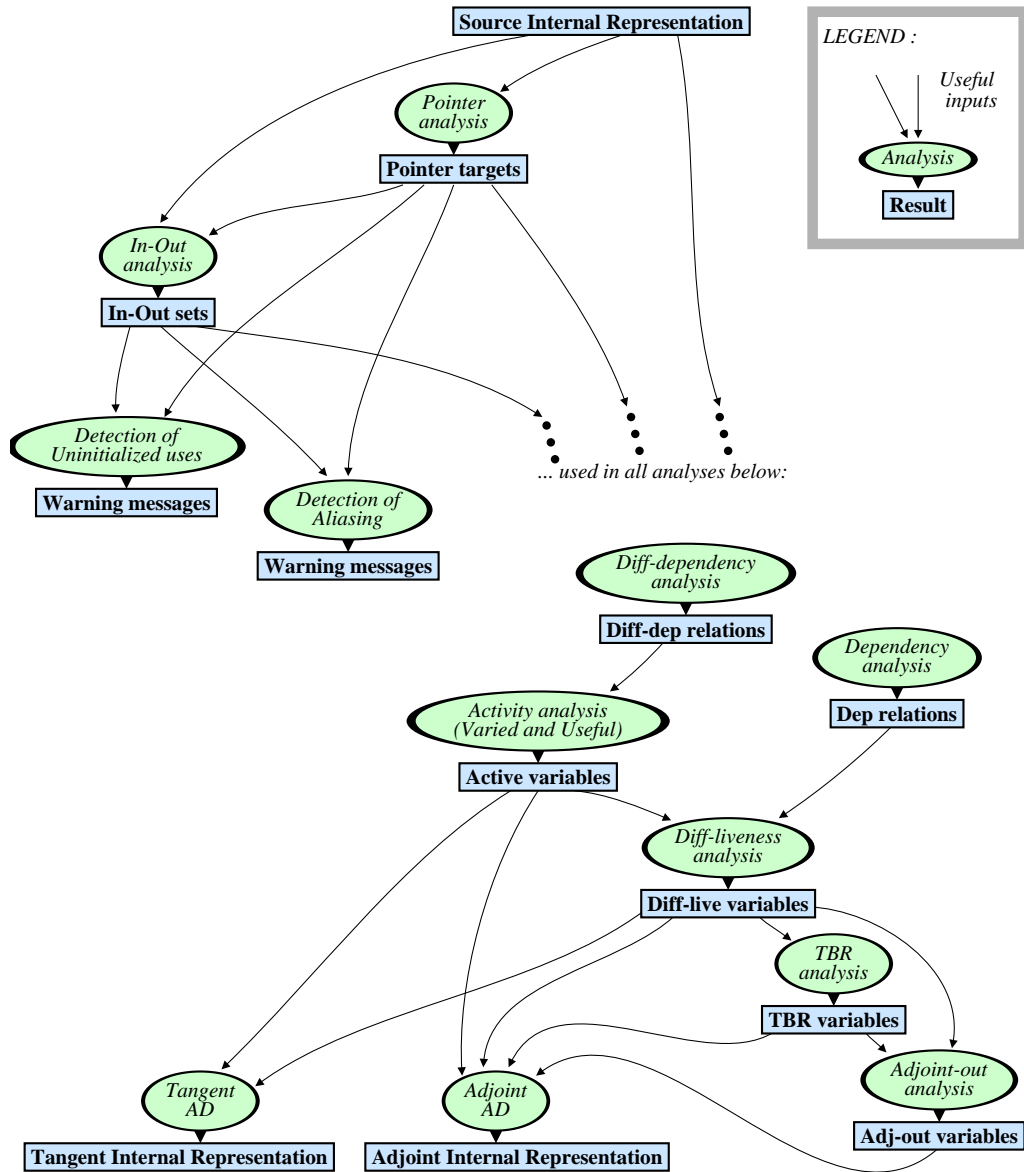 Source Internal Representation
LEGEND :
Useful
inputs
Analysis
Result
Pointer
analysis
Pointer targets
In-Out
analysis
In-Out sets
Detection of
Uninitialized uses
Warning messages
Detection of
Aliasing
Warning messages
... used in all analyses below:
Diff-dependency
analysis
Diff-dep relations
Dependency
analysis
Dep relations
Activity analysis
(Varied and Useful)
Active variables
Diff-liveness
analysis
Diff-live variables
TBR
analysis
TBR variables
Adjoint-out
analysis
Adj-out variables
Tangent
AD
Tangent Internal Representation
Adjoint
AD
Adjoint Internal Representation